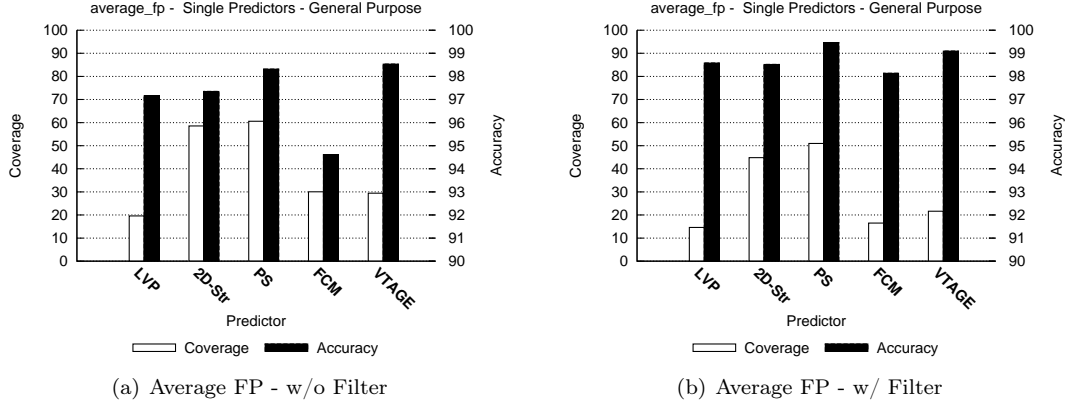 average_fp -  Single Predictors - General Purpose
100
90
80
70
60
50
40
30
20
10
0
Coverage
100
99
98
97
96
95
94
93
92
91
90
Accuracy
LVP
2D-Str
PS
FCM
VTAGE
Predictor
Coverage
Accuracy
(a) Average FP - w/o Filter
average_fp -  Single Predictors - General Purpose
100
90
80
70
60
50
40
30
20
10
0
Coverage
100
99
98
97
96
95
94
93
92
91
90
Accuracy
LVP
2D-Str
PS
FCM
VTAGE
Predictor
Coverage
Accuracy
(b) Average FP - w/ Filter